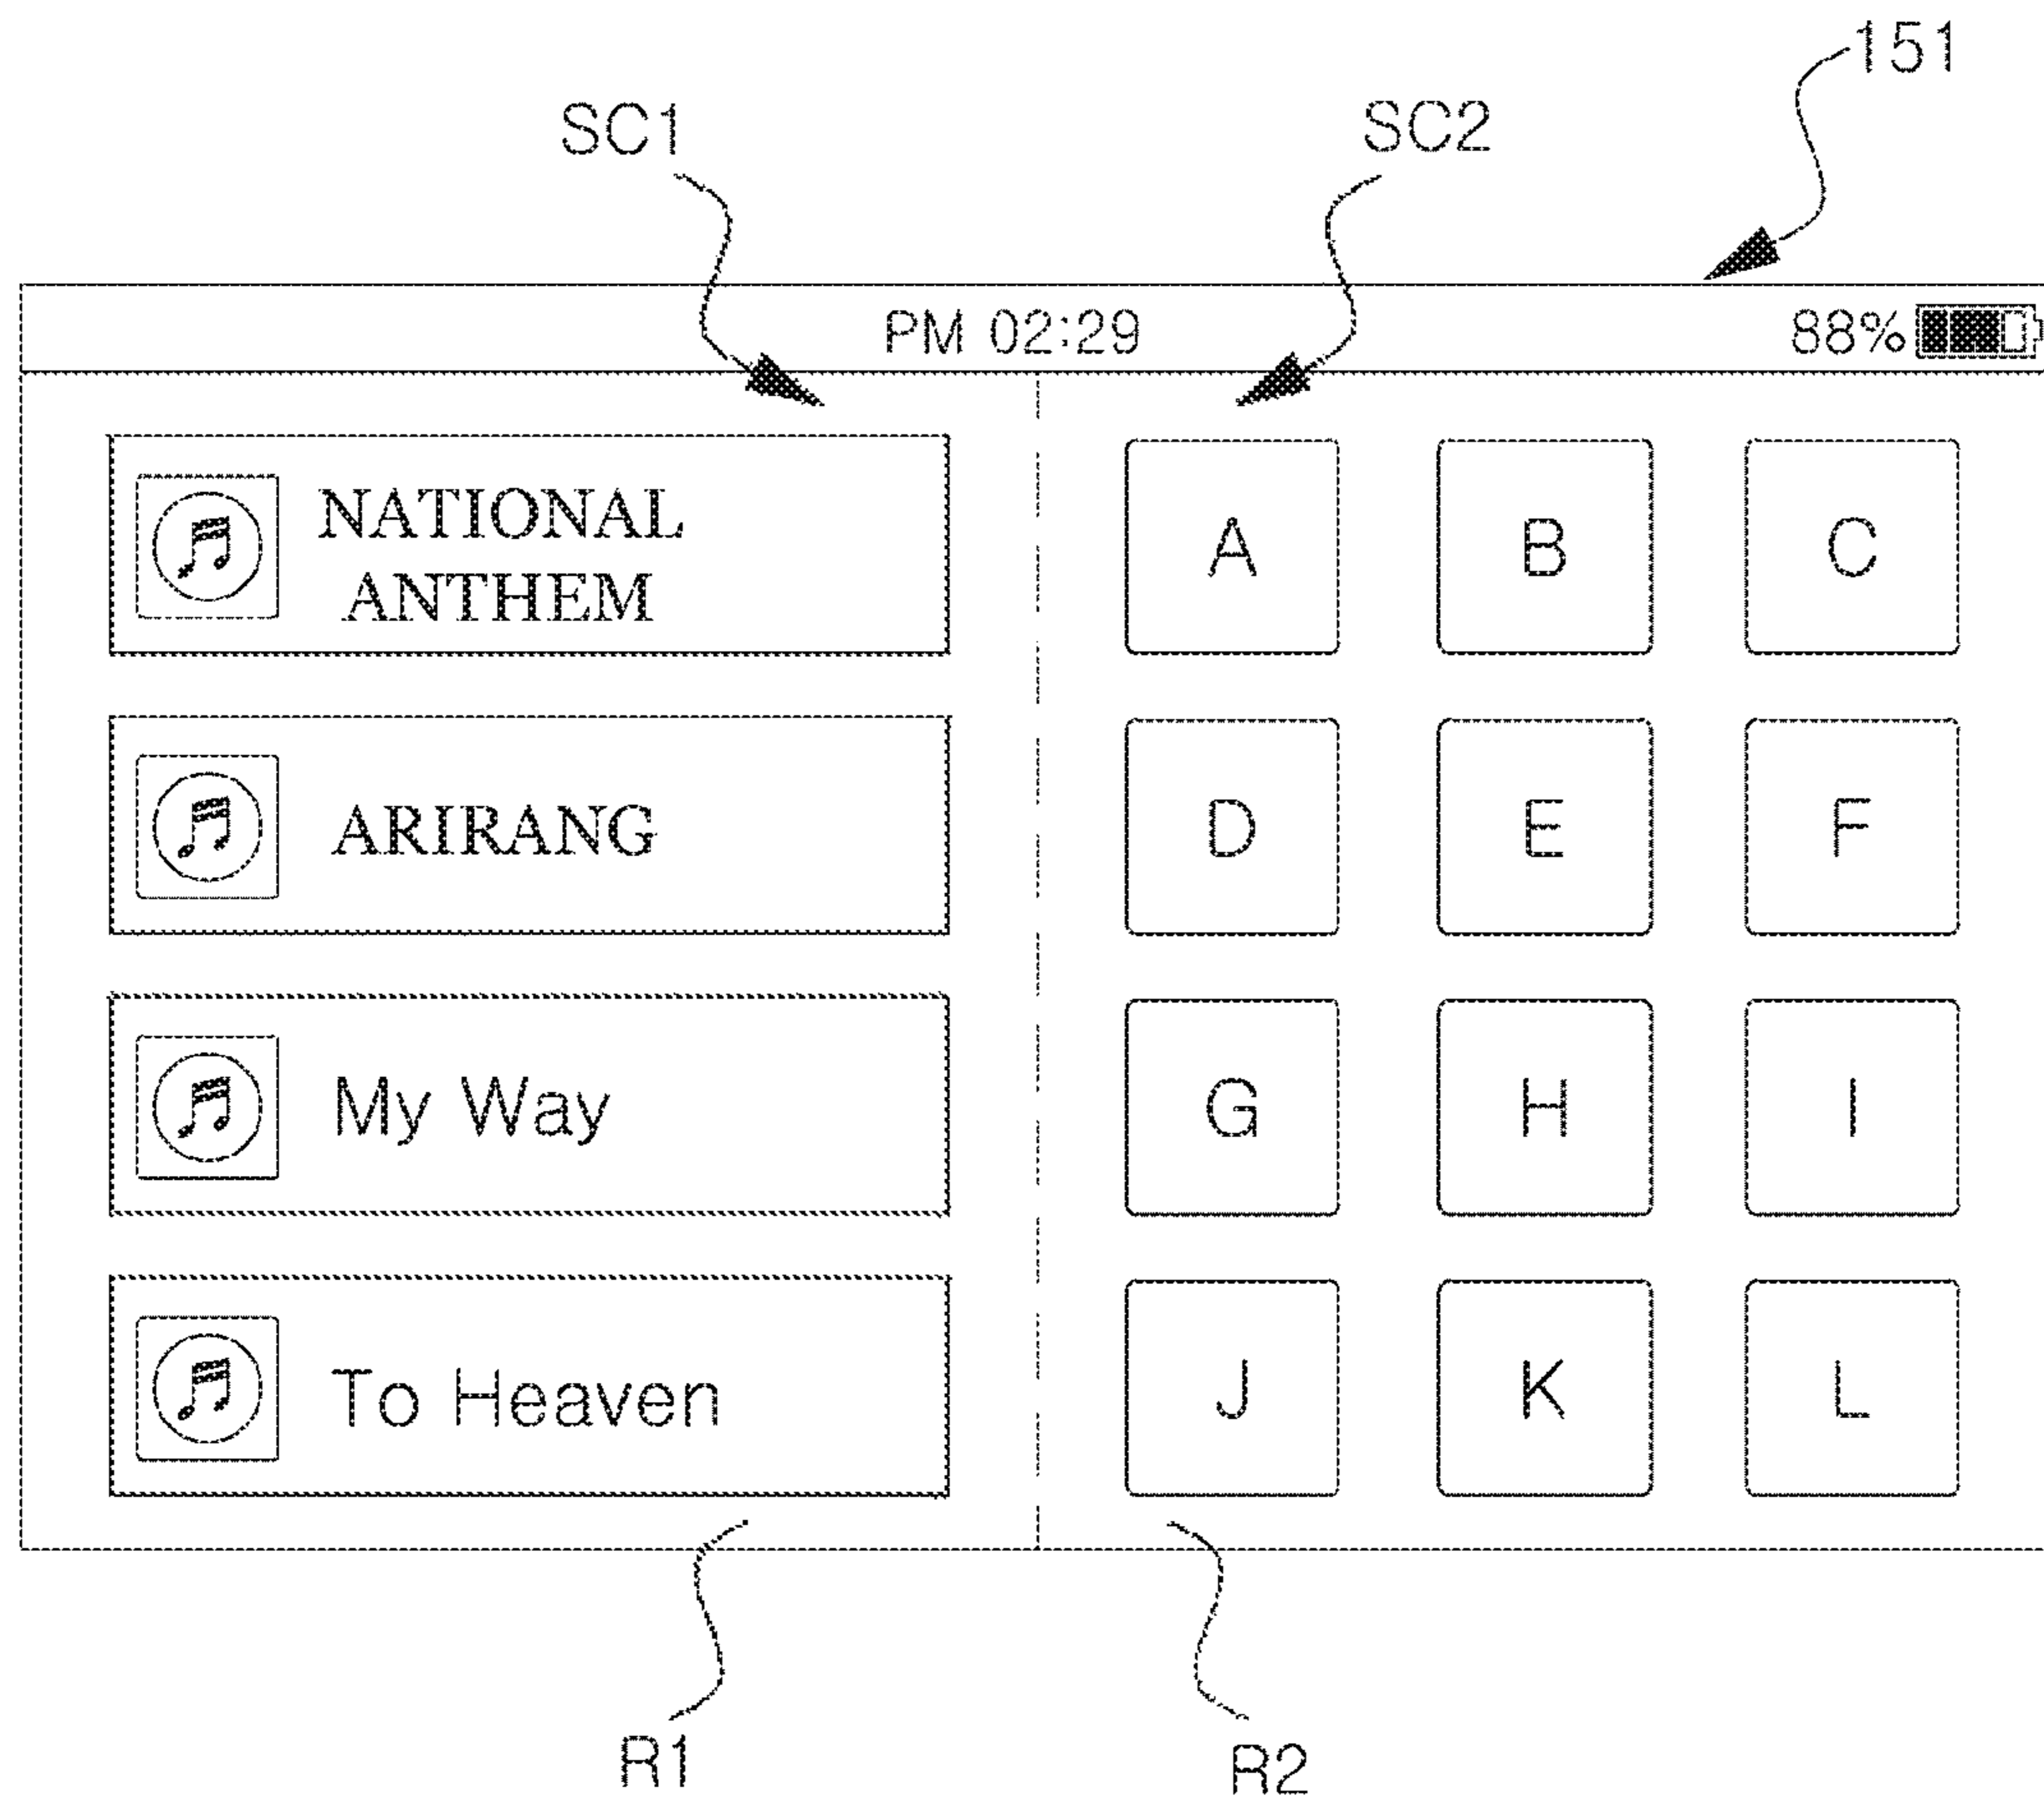 151
SC1 SC2
PM 02:29 88%
NATIONAL
ANTHEM
A B C
ARIRANG
D E F
My Way
G H I
To Heaven
J K L
R1 R2